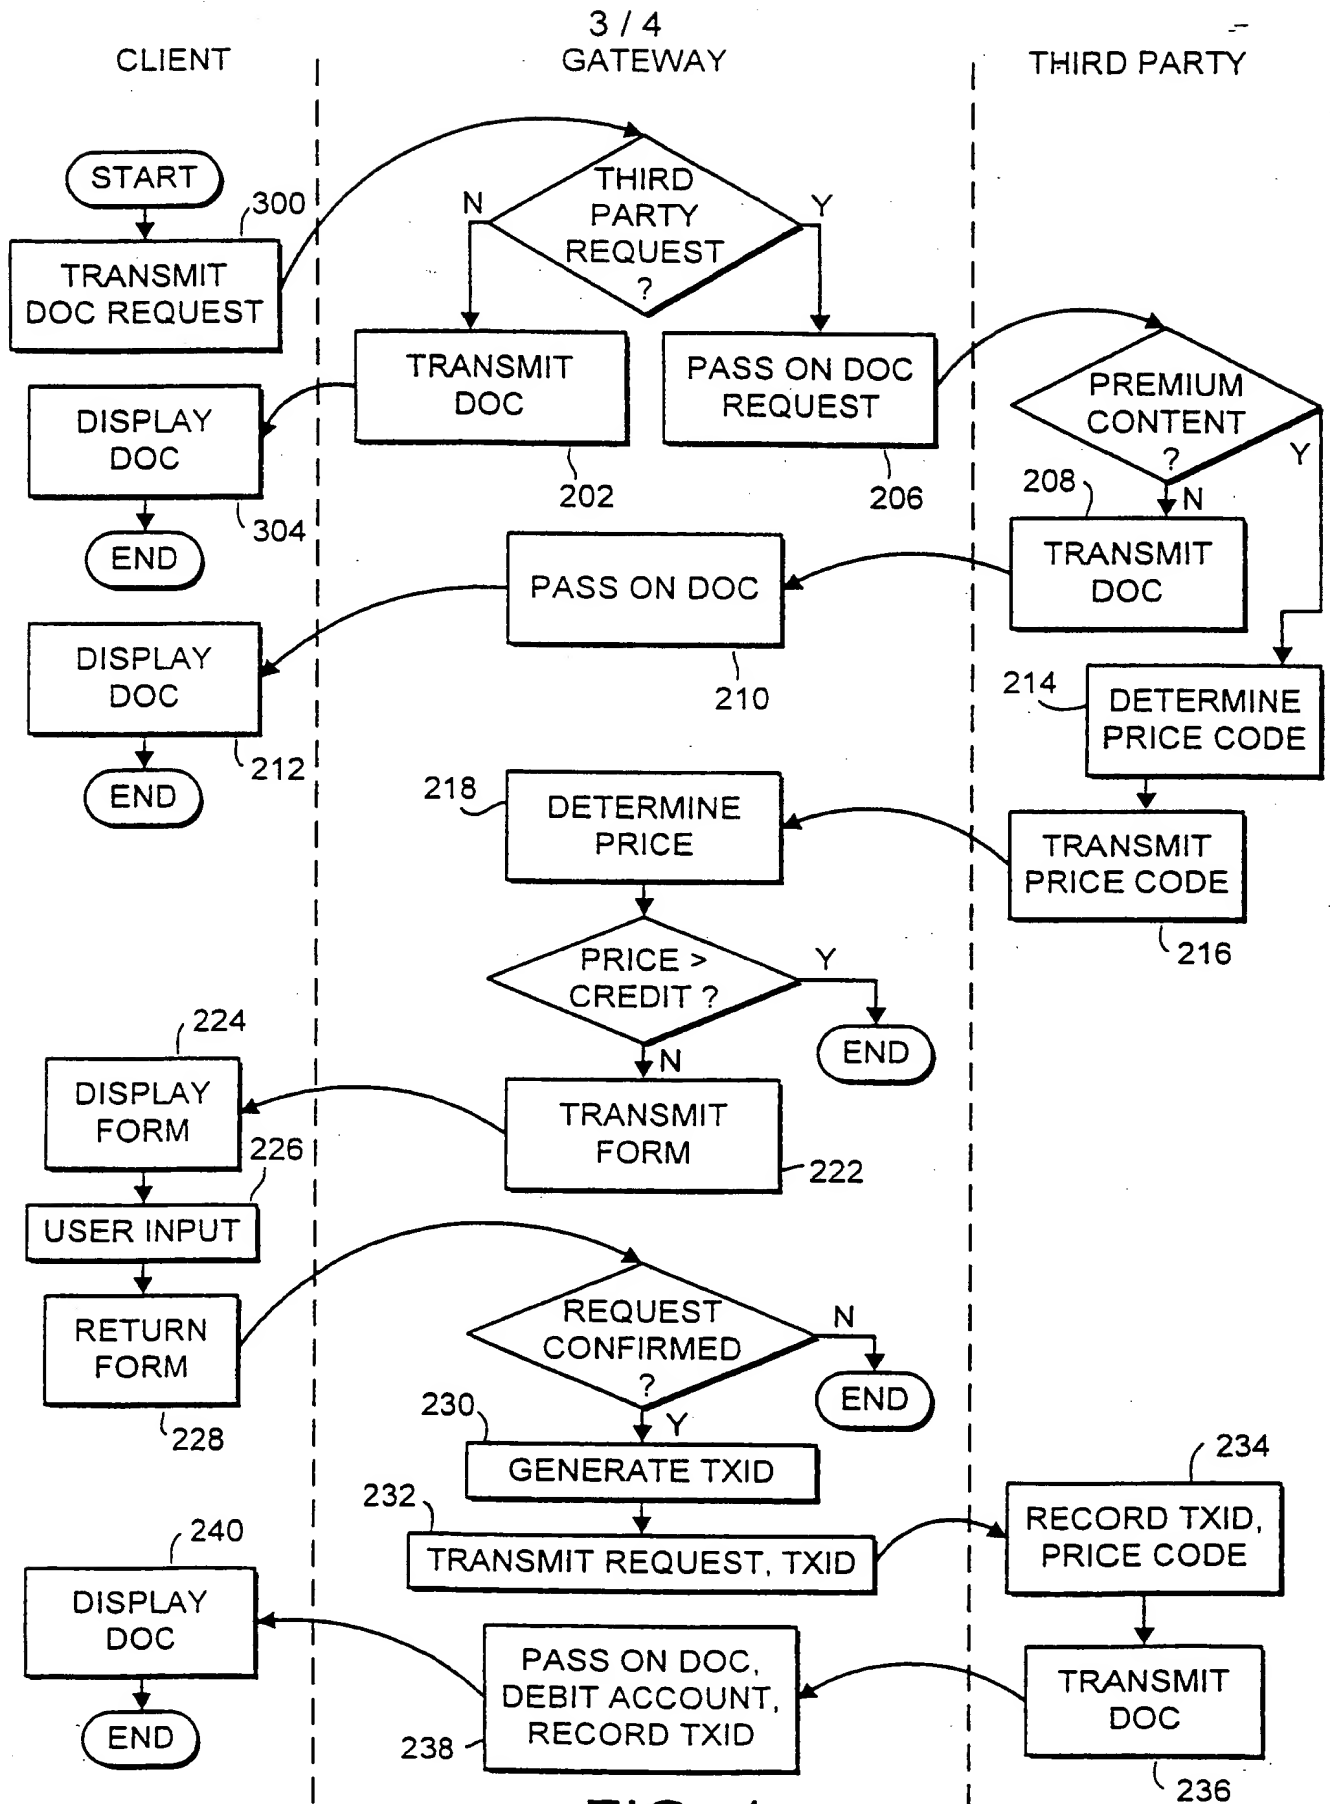 3 / 4
CLIENT
GATEWAY
THIRD PARTY
START
300
TRANSMIT
DOC REQUEST
THIRD
PARTY
REQUEST
?
N
Y
TRANSMIT
DOC
202
PASS ON DOC
REQUEST
206
PREMIUM
CONTENT
?
Y
N
DISPLAY
DOC
304
END
208
TRANSMIT
DOC
PASS ON DOC
210
DISPLAY
DOC
212
END
214
DETERMINE
PRICE CODE
TRANSMIT
PRICE CODE
216
218
DETERMINE
PRICE
PRICE >
CREDIT ?
Y
END
N
TRANSMIT
FORM
222
224
DISPLAY
FORM
226
USER INPUT
RETURN
FORM
228
REQUEST
CONFIRMED
?
N
END
Y
230
GENERATE TXID
232
TRANSMIT REQUEST, TXID
234
RECORD TXID,
PRICE CODE
TRANSMIT
DOC
236
PASS ON DOC,
DEBIT ACCOUNT,
RECORD TXID
238
240
DISPLAY
DOC
END